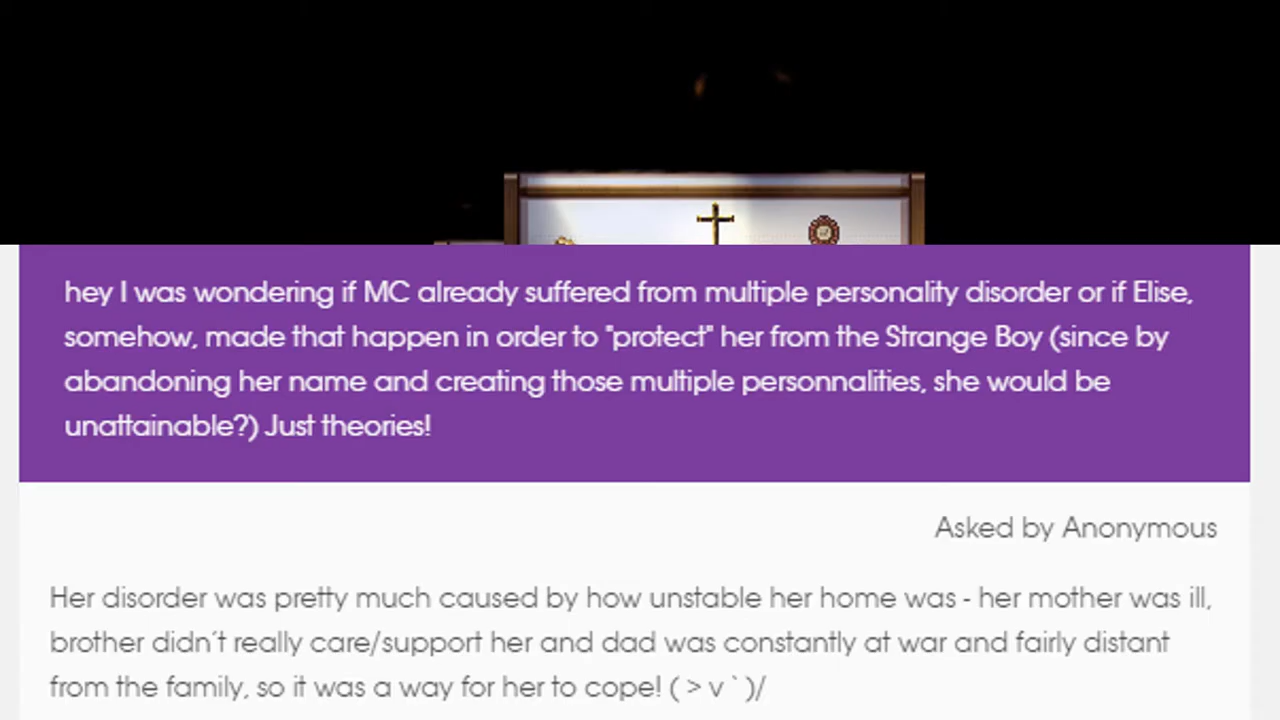 hey I was wondering if MC already suffered from multiple personality disorder or if Elise,
somehow, made that happen in order to "protect" her from the Strange Boy (since by
abandoning her name and creating those multiple personnalities, she would be
unattainable?) Just theories!
Asked by Anonymous
Her disorder was pretty much caused by how unstable her home was - her mother was ill,
brother didn´t really care/support her and dad was constantly at war and fairly distant
from the family, so it was a way for her to cope! ( > v ` )/